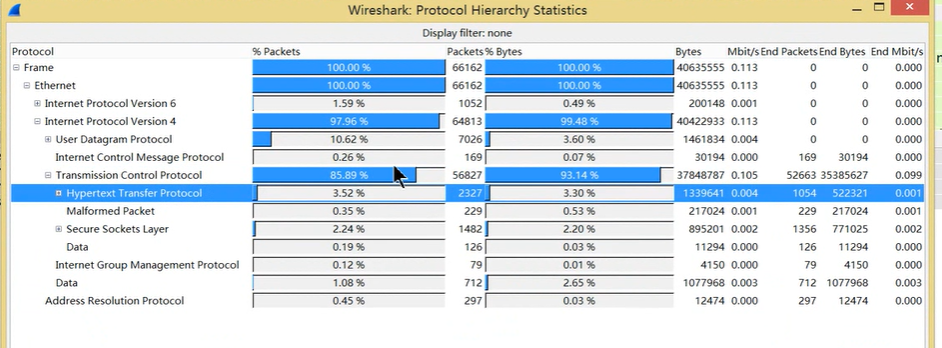 Wireshark: Protocol Hierarchy Statistics
Display filter: none
Protocol % Packets Packets % Bytes Bytes Mbit/s End Packets End Bytes End Mbit/s
Frame 100.00 % 66162 100.00 % 40635555 0.113 0 0 0.000
Ethernet 100.00 % 66162 100.00 % 40635555 0.113 0 0 0.000
Internet Protocol Version 6 1.59 % 1052 0.49 % 200148 0.001 0 0 0.000
Internet Protocol Version 4 97.96 % 64813 99.48 % 40422933 0.113 0 0 0.000
User Datagram Protocol 10.62 % 7026 3.60 % 1461834 0.004 0 0 0.000
Internet Control Message Protocol 0.26 % 169 0.07 % 30194 0.000 169 30194 0.000
Transmission Control Protocol 85.89 % 56827 93.14 % 37848787 0.105 52663 35385627 0.099
Hypertext Transfer Protocol 3.52 % 2327 3.30 % 1339641 0.004 1054 522321 0.001
Malformed Packet 0.35 % 229 0.53 % 217024 0.001 229 217024 0.001
Secure Sockets Layer 2.24 % 1482 2.20 % 895201 0.002 1356 771025 0.002
Data 0.19 % 126 0.03 % 11294 0.000 126 11294 0.000
Internet Group Management Protocol 0.12 % 79 0.01 % 4150 0.000 79 4150 0.000
Data 1.08 % 712 2.65 % 1077968 0.003 712 1077968 0.003
Address Resolution Protocol 0.45 % 297 0.03 % 12474 0.000 297 12474 0.000